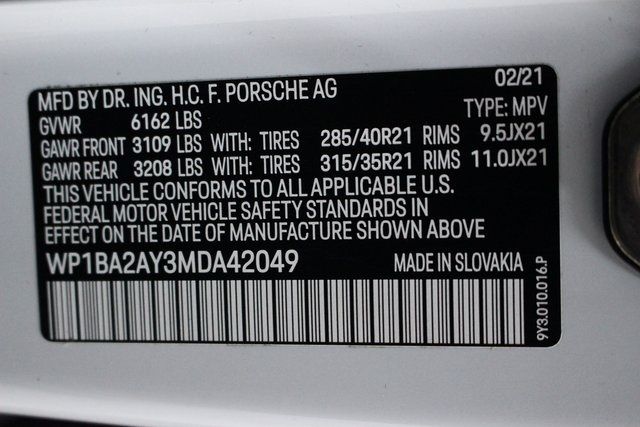 MFD BY DR. ING. H.C. F. PORSCHE AG 02/21
GVWR 6162 LBS TYPE: MPV
GAWR FRONT 3109 LBS WITH: TIRES 285/40R21 RIMS 9.5JX21
GAWR REAR 3208 LBS WITH: TIRES 315/35R21 RIMS 11.0JX21
THIS VEHICLE CONFORMS TO ALL APPLICABLE U.S.
FEDERAL MOTOR VEHICLE SAFETY STANDARDS IN
EFFECT ON THE DATE OF MANUFACTURE SHOWN ABOVE
WP1BA2AY3MDA42049 MADE IN SLOVAKIA
9Y3.010.016.P